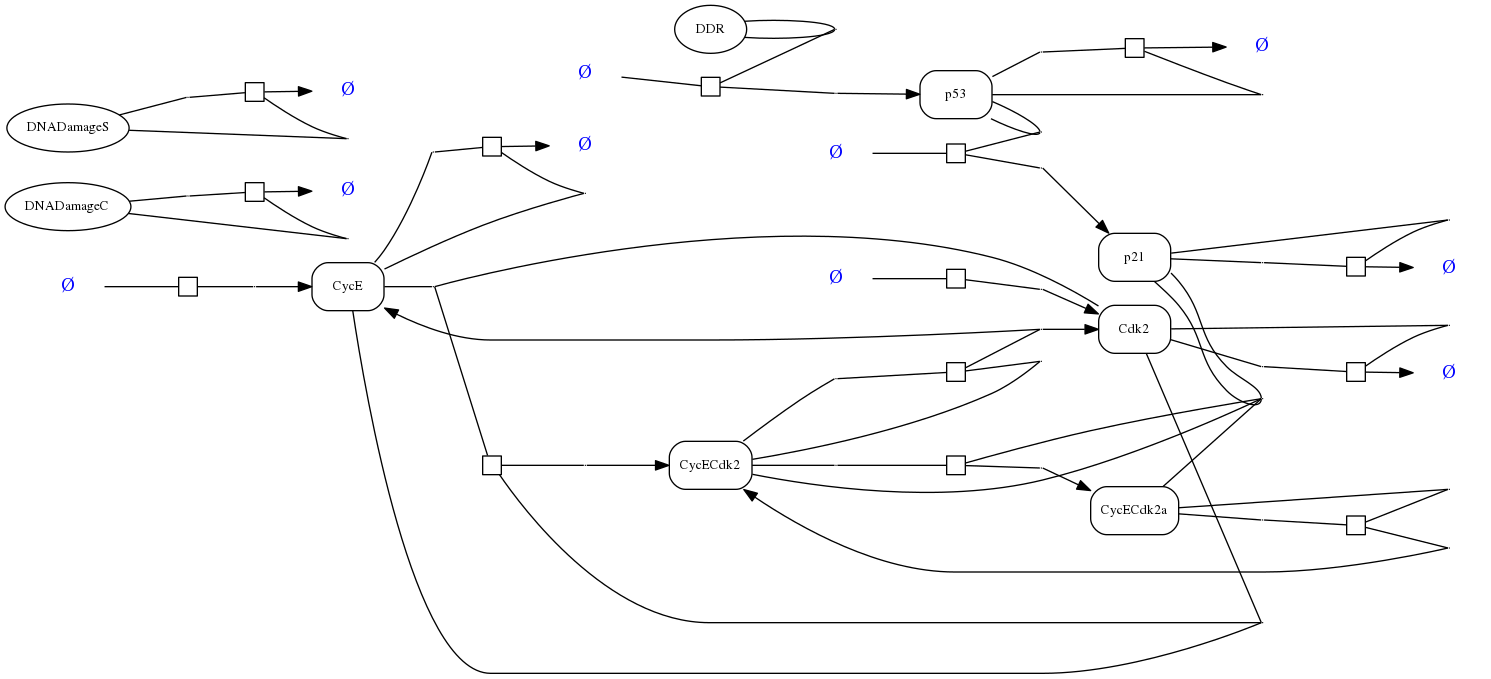 DDR
Ø
Ø
Ø
p53
DNADamageS
Ø
Ø
Ø
DNADamageC
Ø
p21
Ø
Ø
Ø
CycE
Cdk2
Ø
CycECdk2
CycECdk2a